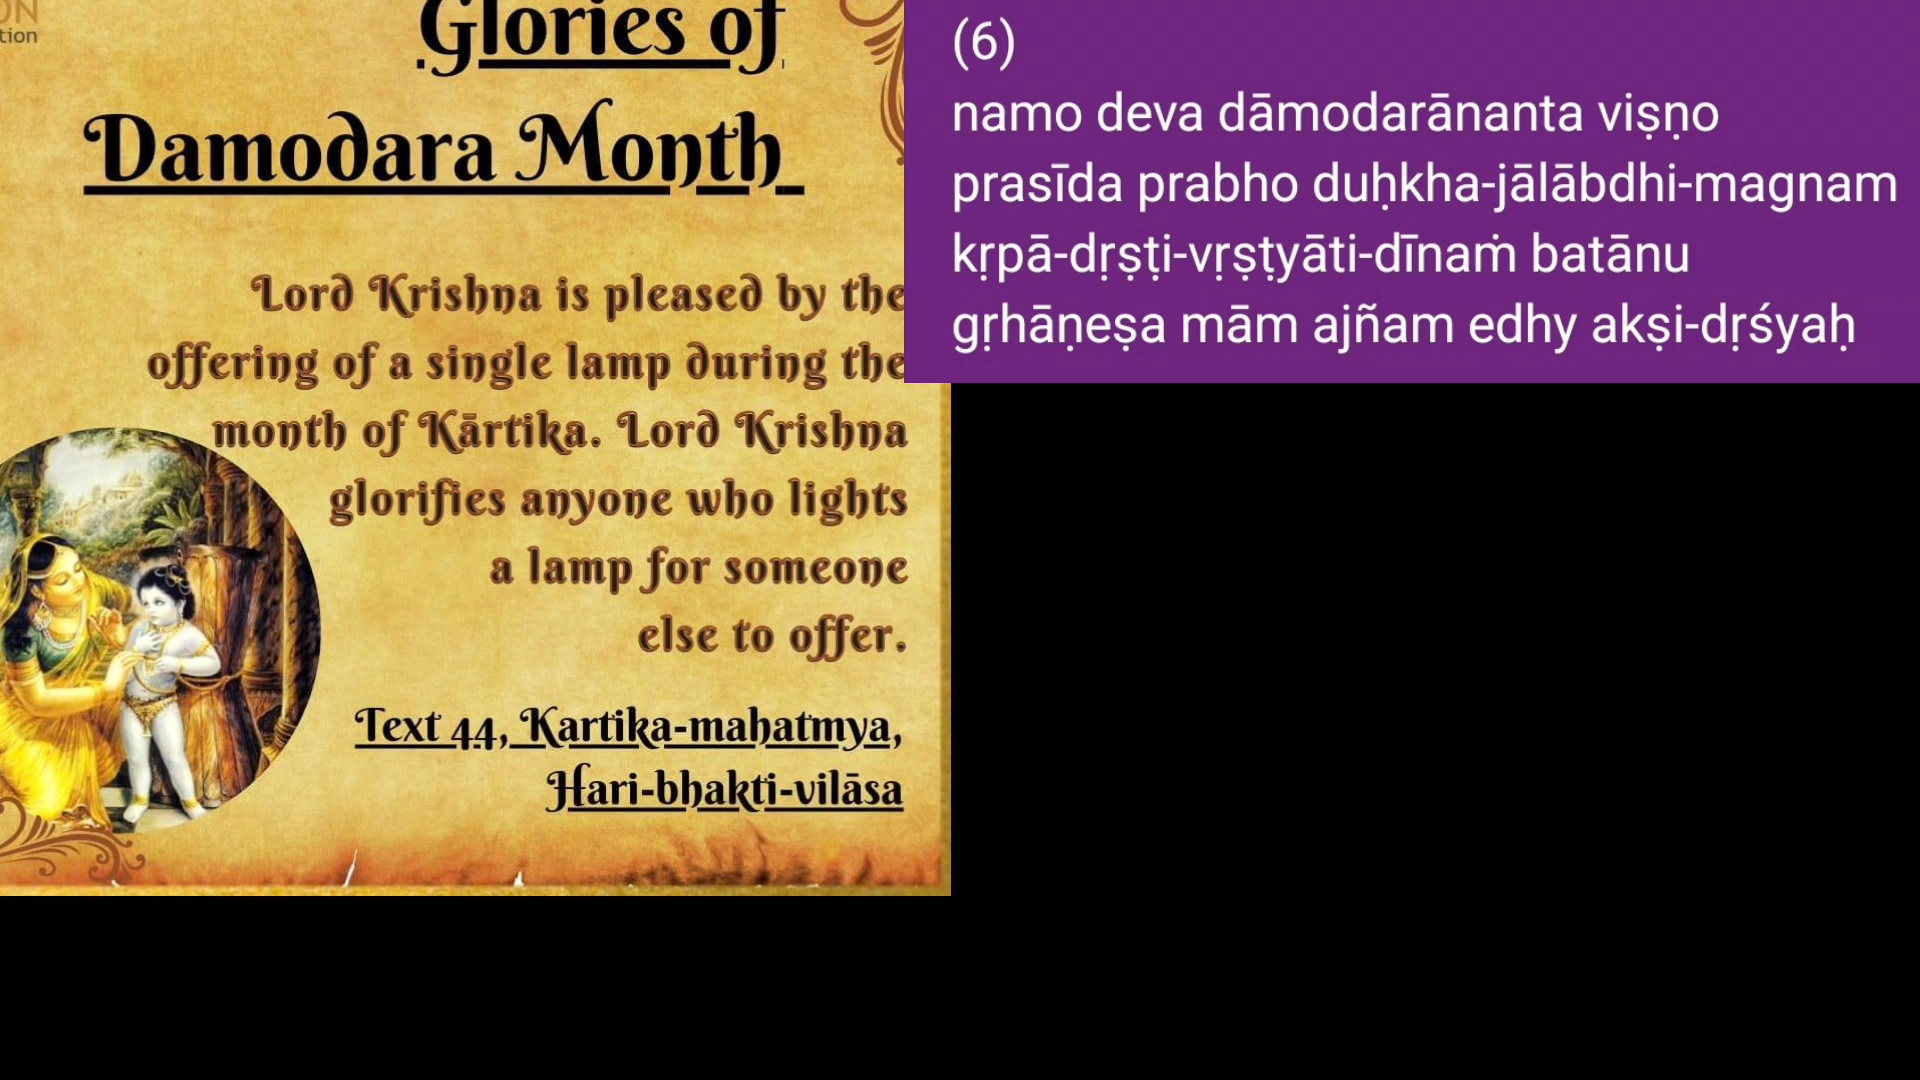 ON
tion
Glories of
Damodara Month
Lord Krishna is pleased by the
offering of a single lamp during the
month of Kārtika. Lord Krishna
glorifies anyone who lights
a lamp for someone
else to offer.
Text 44, Kartika-mahatmya,
Hari-bhakti-vilāsa
(6)
namo deva dāmodarānanta viṣṇo
prasīda prabho duḥkha-jālābdhi-magnam
kṛpā-dṛṣṭi-vṛṣṭyāti-dīnaṁ batānu
gṛhāṇeṣa mām ajñam edhy akṣi-dṛśyaḥ